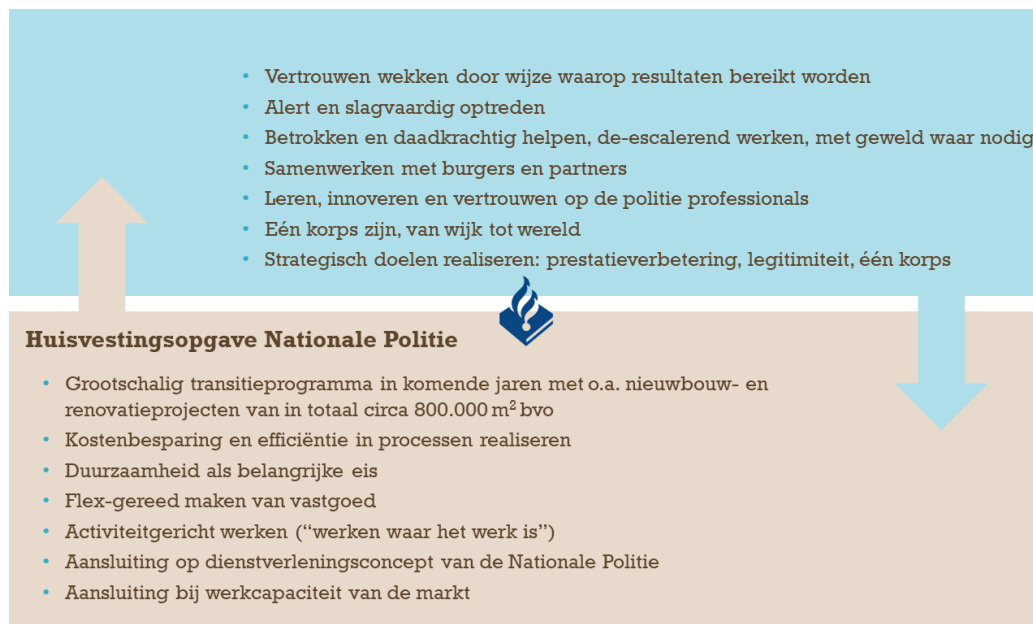 • Vertrouwen wekken door wijze waarop resultaten bereikt worden
• Alert en slagvaardig optreden
• Betrokken en daadkrachtig helpen, de-escalerend werken, met geweld waar nodig
• Samenwerken met burgers en partners
• Leren, innoveren en vertrouwen op de politie professionals
• Eén korps zijn, van wijk tot wereld
• Strategisch doelen realiseren: prestatieverbetering, legitimiteit, één korps
Huisvestingsopgave Nationale Politie
• Grootschalig transitieprogramma in komende jaren met o.a. nieuwbouw- en
renovatieprojecten van in totaal circa 800.000 m² bvo
• Kostenbesparing en efficiëntie in processen realiseren
• Duurzaamheid als belangrijke eis
• Flex-gereed maken van vastgoed
• Activiteitgericht werken (“werken waar het werk is”)
• Aansluiting op dienstverleningsconcept van de Nationale Politie
• Aansluiting bij werkcapaciteit van de markt